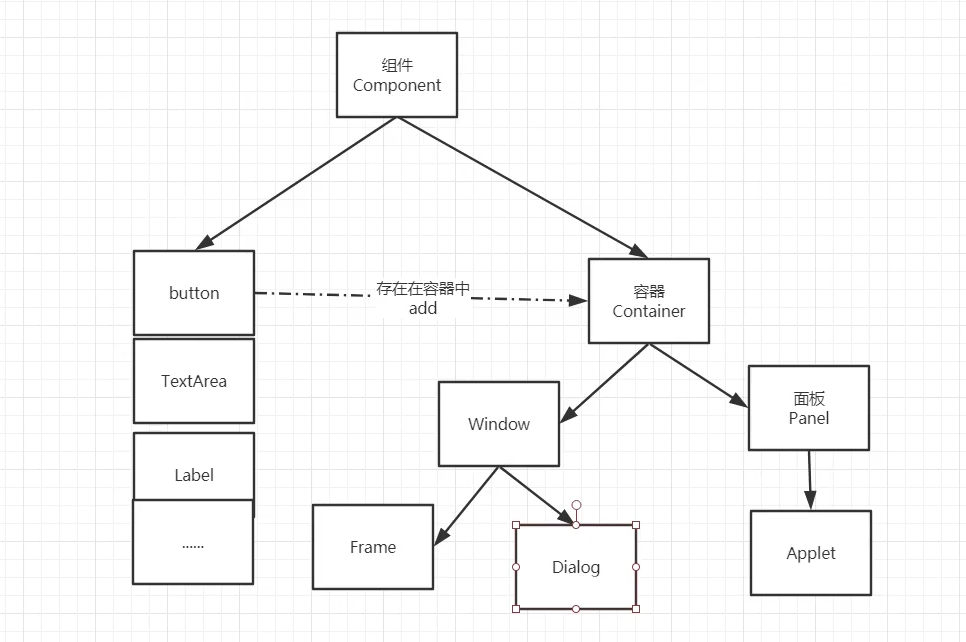 组件
Component
button
存在在容器中
add
容器
Container
TextArea
Window
面板
Panel
Label
......
Frame
Dialog
Applet